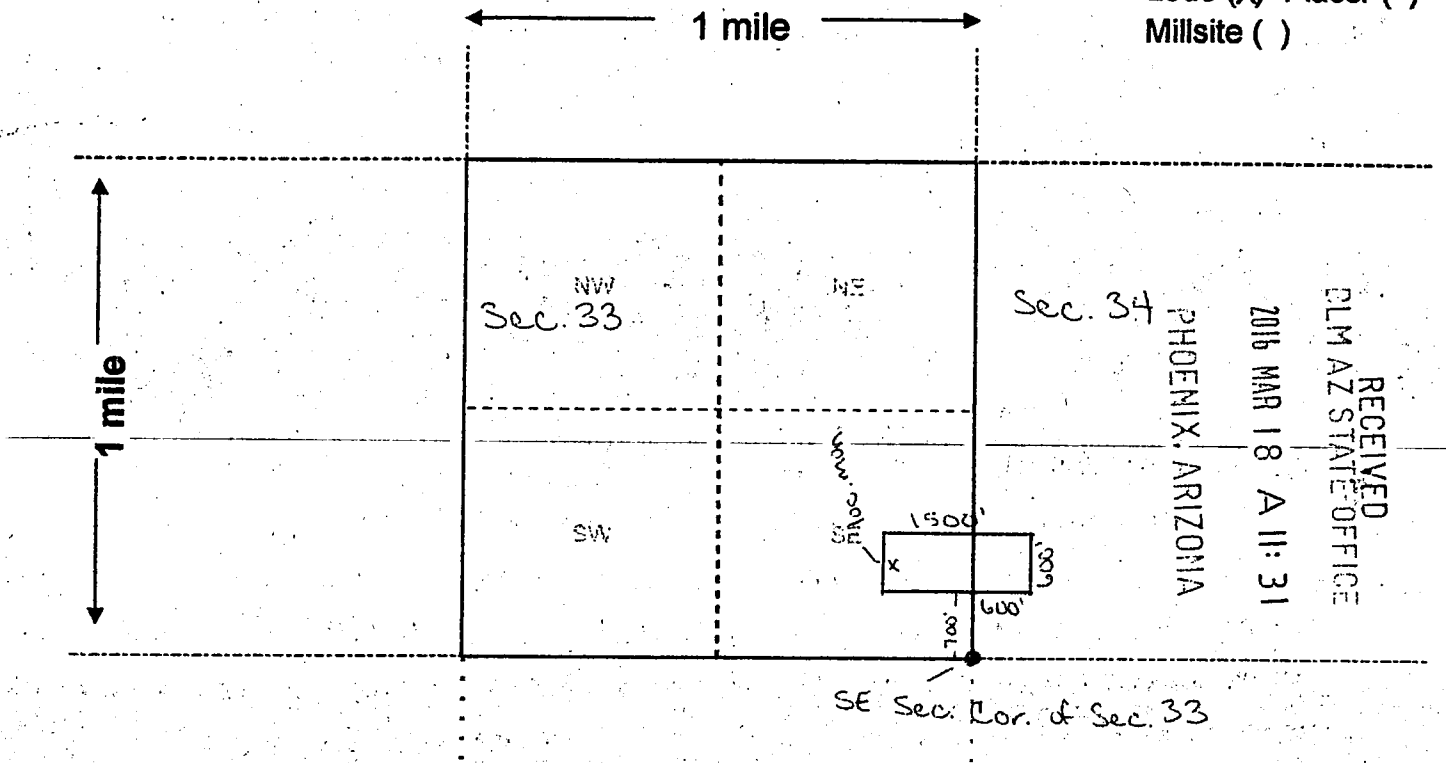 1 mile
Millsite ( )
1 mile
NW
NE
Sec. 33
Sec. 34
SW
SE
1500'
600'
600'
700'
SE Sec. Cor. of Sec. 33
RECEIVED
BLM AZ STATE OFFICE
2016 MAR 18 A 11: 31
PHOENIX, ARIZONA